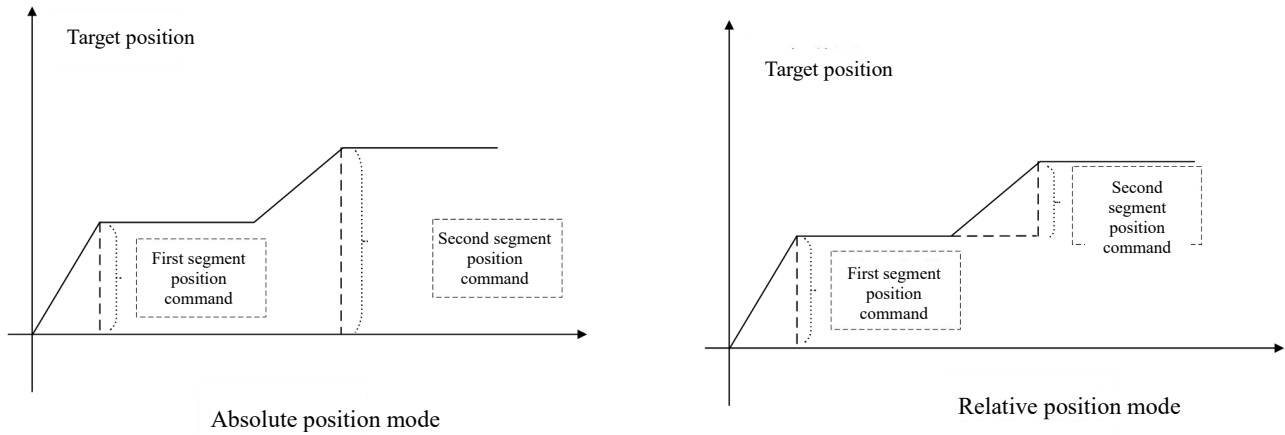 Target position
First segment
position
command
Second segment
position
command
Absolute position mode
Target position
First segment
position
command
Second
segment
position
command
Relative position mode